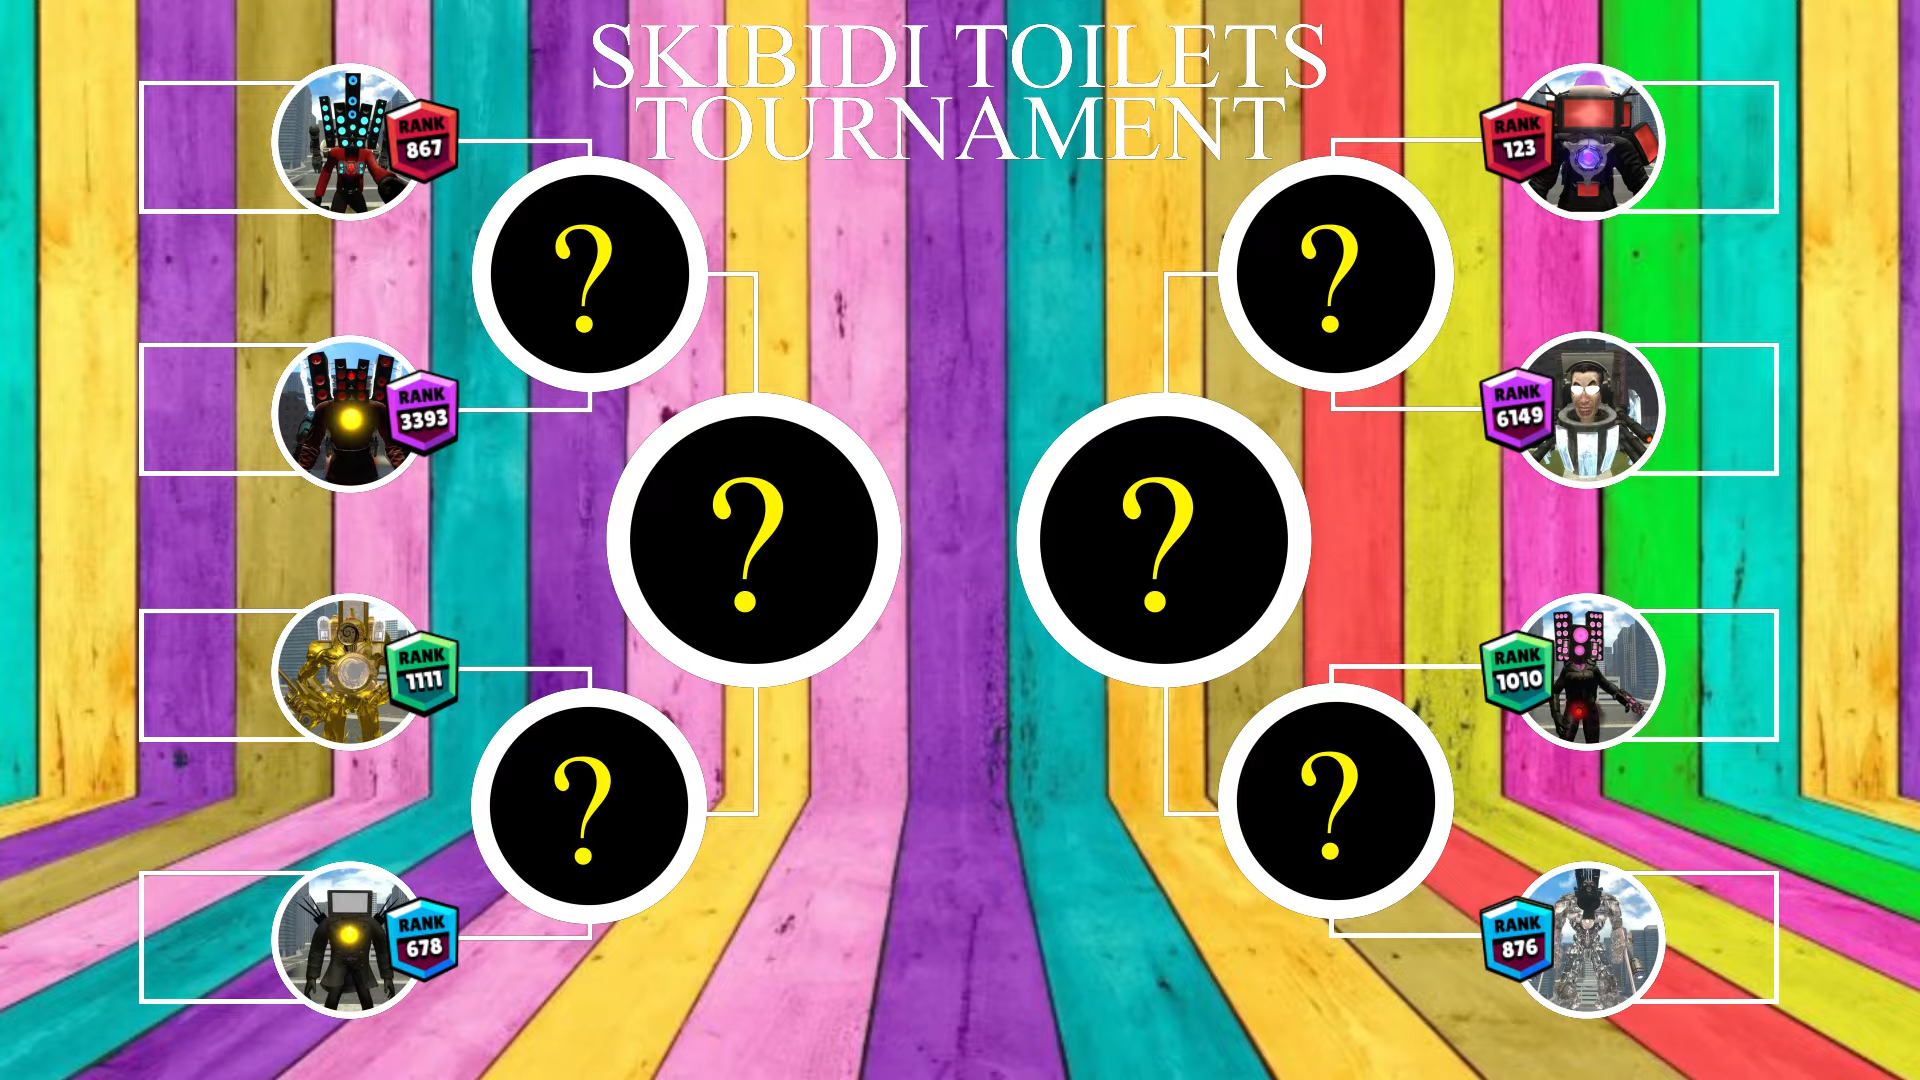 SKIBIDI TOILETS
TOURNAMENT
RANK
867
RANK
123
?
?
RANK
3393
RANK
6149
?
?
RANK
1111
RANK
1010
?
?
RANK
678
RANK
876